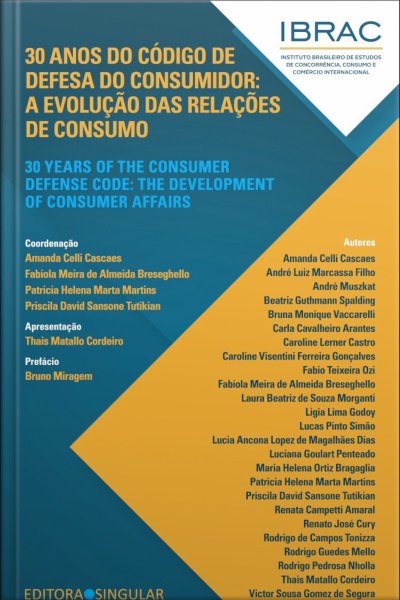 IBRAC
INSTITUTO BRASILEIRO DE ESTUDOS
DE CONCORRÊNCIA, CONSUMO E
COMÉRCIO INTERNACIONAL
30 ANOS DO CÓDIGO DE
DEFESA DO CONSUMIDOR:
A EVOLUÇÃO DAS RELAÇÕES
DE CONSUMO
30 YEARS OF THE CONSUMER
DEFENSE CODE: THE DEVELOPMENT
OF CONSUMER AFFAIRS
Coordenação
Amanda Celli Cascaes
Fabíola Meira de Almeida Breseghello
Patricia Helena Marta Martins
Priscila David Sansone Tutikian
Apresentação
Thais Matallo Cordeiro
Prefácio
Bruno Miragem
Autores
Amanda Celli Cascaes
André Luiz Marcassa Filho
André Muszkat
Beatriz Guthmann Spalding
Bruna Monique Vaccarelli
Carla Cavalheiro Arantes
Caroline Lerner Castro
Caroline Visentini Ferreira Gonçalves
Fabio Teixeira Ozi
Fabiola Meira de Almeida Breseghello
Laura Beatriz de Souza Morganti
Ligia Lima Godoy
Lucas Pinto Simão
Lucia Ancona Lopez de Magalhães Dias
Luciana Goulart Penteado
Maria Helena Ortiz Bragaglia
Patricia Helena Marta Martins
Priscila David Sansone Tutikian
Renata Campetti Amaral
Renato José Cury
Rodrigo de Campos Tonizza
Rodrigo Guedes Mello
Rodrigo Pedrosa Nholla
Thais Matallo Cordeiro
Victor Sousa Gomez de Segura
EDITORA SINGULAR